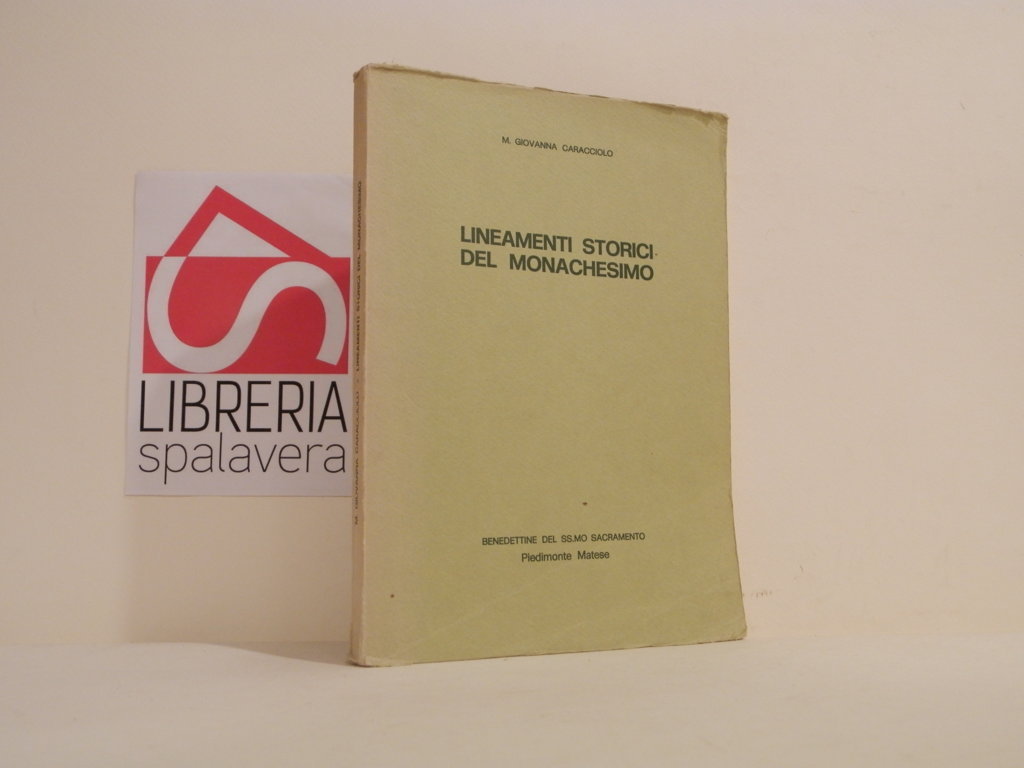 M. GIOVANNA CARACCIOLO
LINEAMENTI STORICI
DEL MONACHESIMO
BENEDETTINE DEL SS.MO SACRAMENTO
Piedimonte Matese
M. GIOVANNA CARACCIOLO - LINEAMENTI STORICI DEL MONACHESIMO
LIBRERIA
spalavera